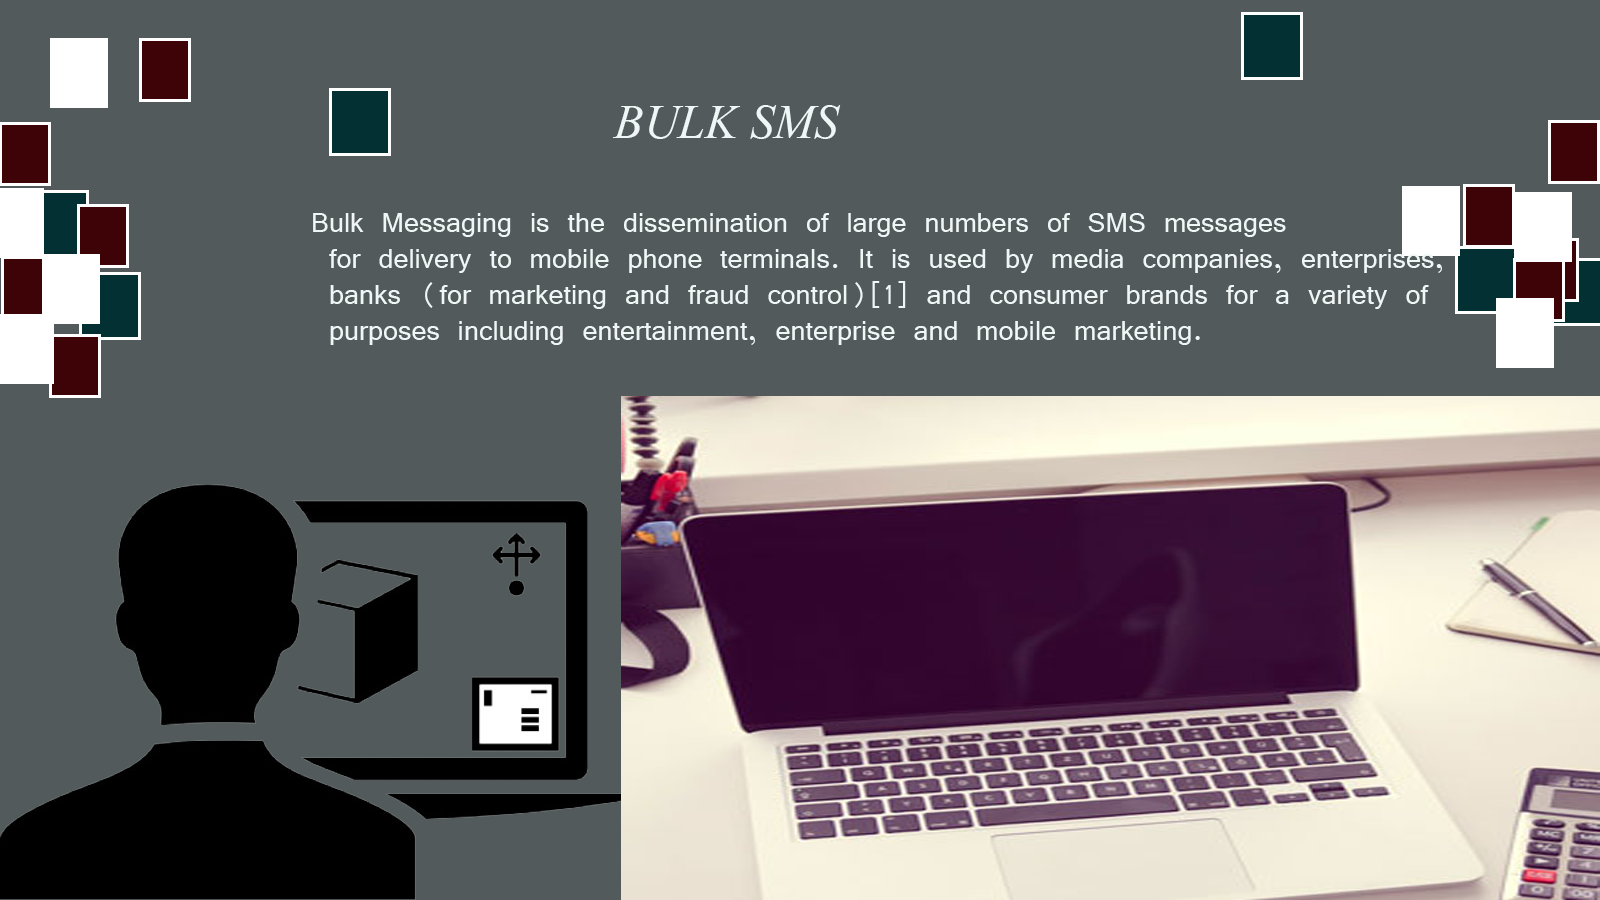 BULK SMS
Bulk Messaging is the dissemination of large numbers of SMS messages
for delivery to mobile phone terminals. It is used by media companies, enterprises,
banks (for marketing and fraud control)[1] and consumer brands for a variety of
purposes including entertainment, enterprise and mobile marketing.